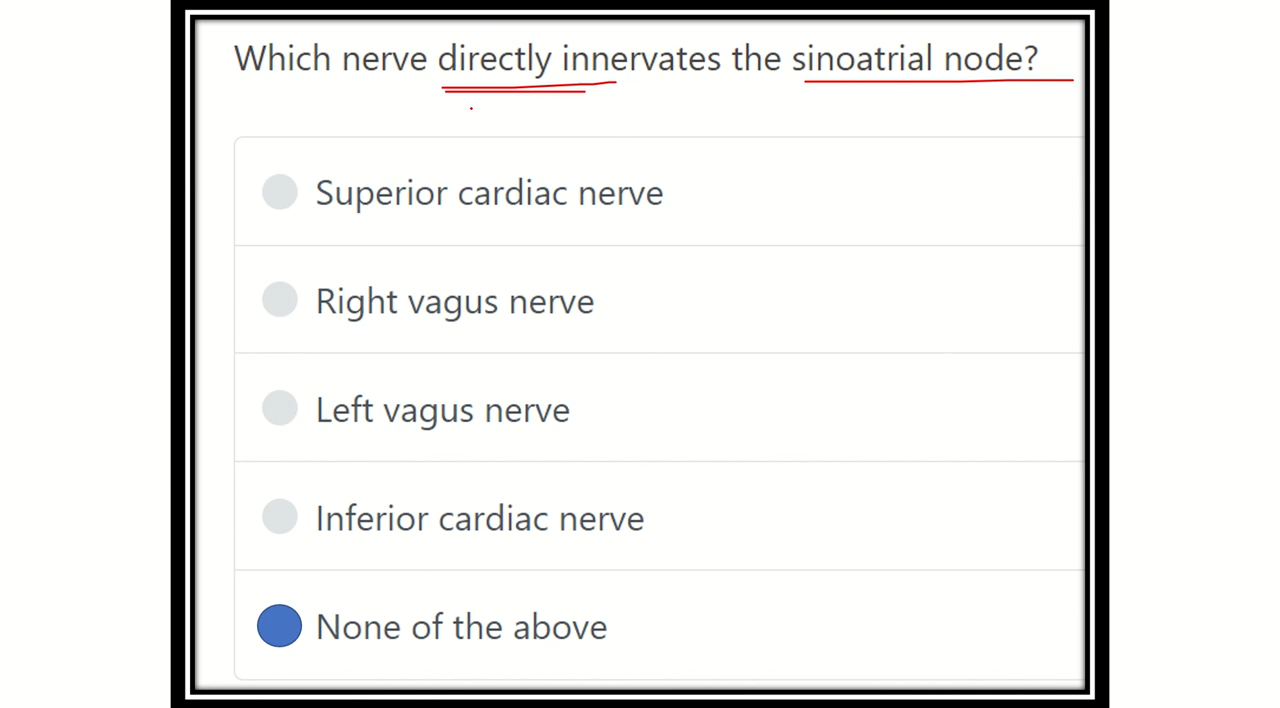 Which nerve directly innervates the sinoatrial node?
Superior cardiac nerve
Right vagus nerve
Left vagus nerve
Inferior cardiac nerve
None of the above